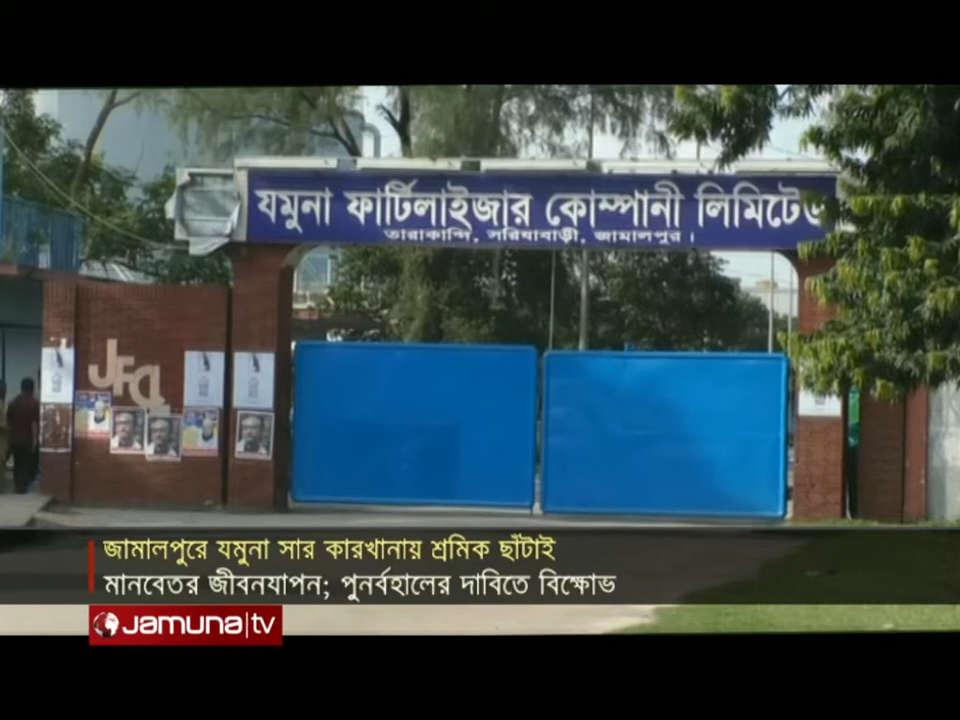 যমুনা ফার্টিলাইজার কোম্পানী লিমিটেড
তারাকান্দি, সরিষাবাড়ী, জামালপুর।
JFCL
জামালপুরে যমুনা সার কারখানায় শ্রমিক ছাঁটাই
মানবেতর জীবনযাপন; পুনর্বহালের দাবিতে বিক্ষোভ
JAMUNA|tv